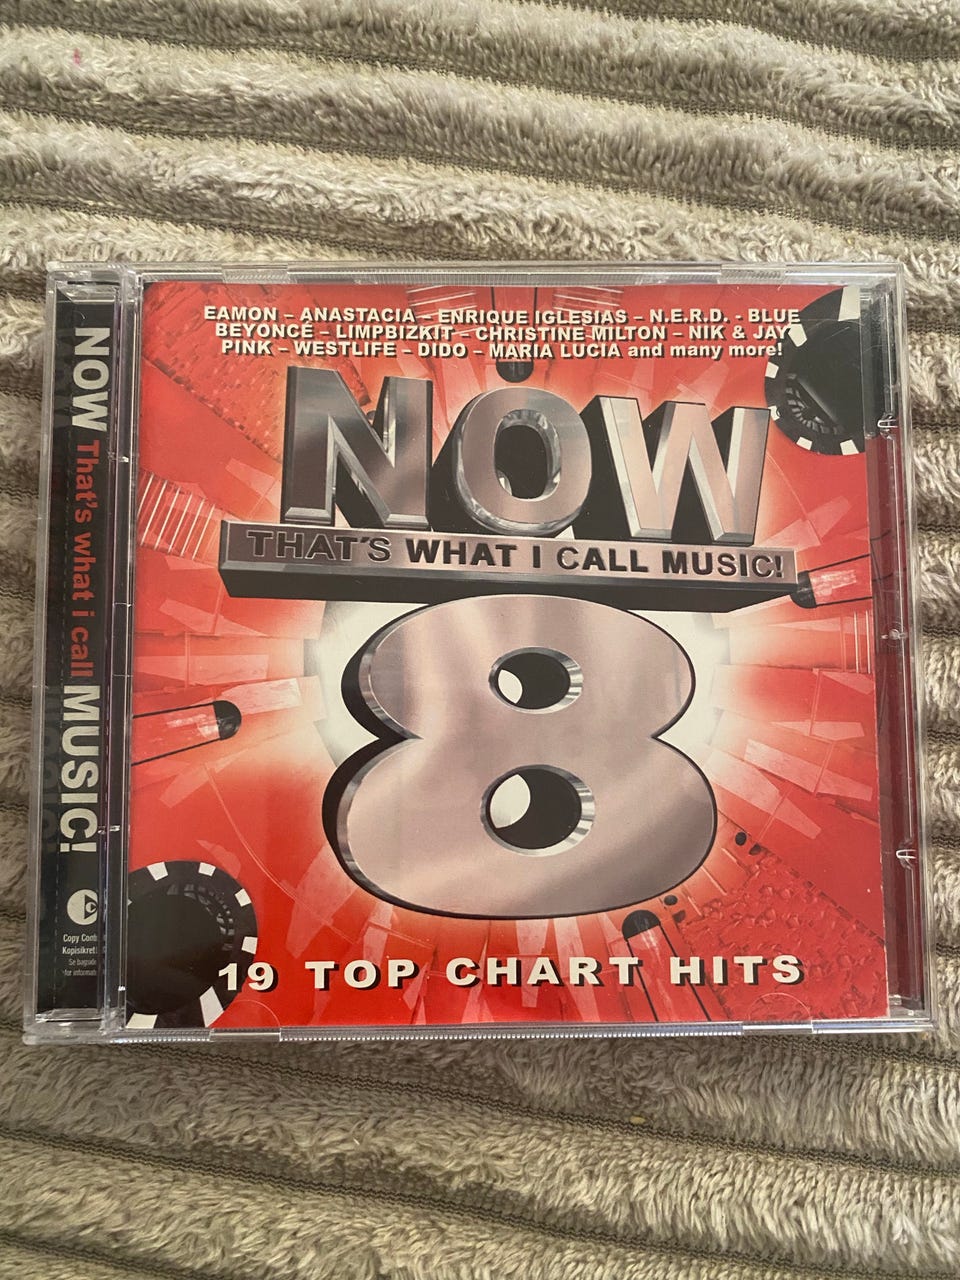 EAMON – ANASTACIA – ENRIQUE IGLESIAS – N.E.R.D. - BLUE
BEYONCÉ – LIMPBIZKIT – CHRISTINE MILTON – NIK & JAY
PINK – WESTLIFE – DIDO – MARIA LUCIA and many more!
NOW
THAT'S WHAT I CALL MUSIC!
8
19 TOP CHART HITS
NOW That's what i call MUSIC!
Copy